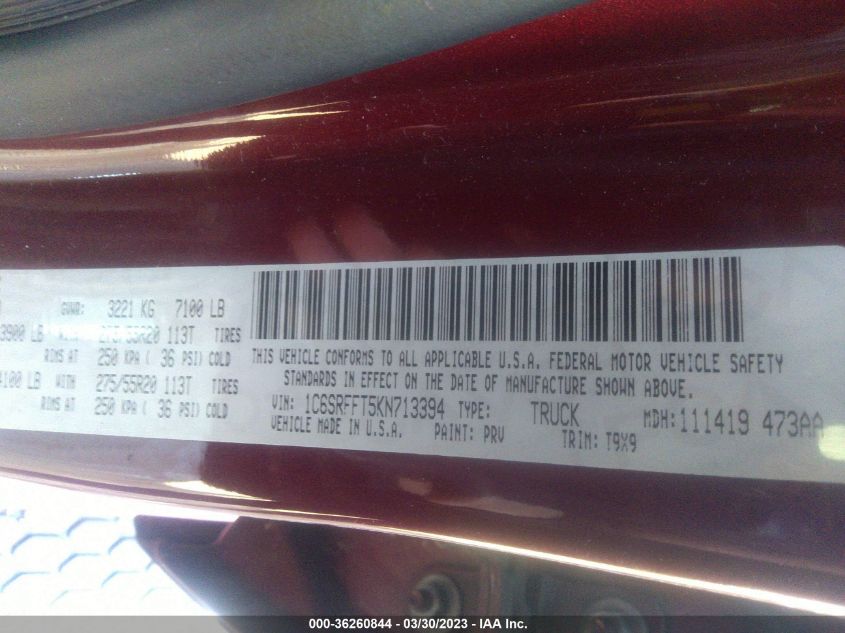 GVWR: 3221 KG 7100 LB
3900 LB WITH 275/55R20 113T TIRES
RIMS AT 250 KPA ( 36 PSI) COLD
4100 LB WITH 275/55R20 113T TIRES
RIMS AT 250 KPA ( 36 PSI) COLD
THIS VEHICLE CONFORMS TO ALL APPLICABLE U.S.A. FEDERAL MOTOR VEHICLE SAFETY
STANDARDS IN EFFECT ON THE DATE OF MANUFACTURE SHOWN ABOVE.
VIN: 1C6SRFFT5KN713394 TYPE: TRUCK MDH: 111419 473AA
VEHICLE MADE IN U.S.A. PAINT: PRV TRIM: T9X9
000-36260844 — 03/30/2023 — IAA Inc.